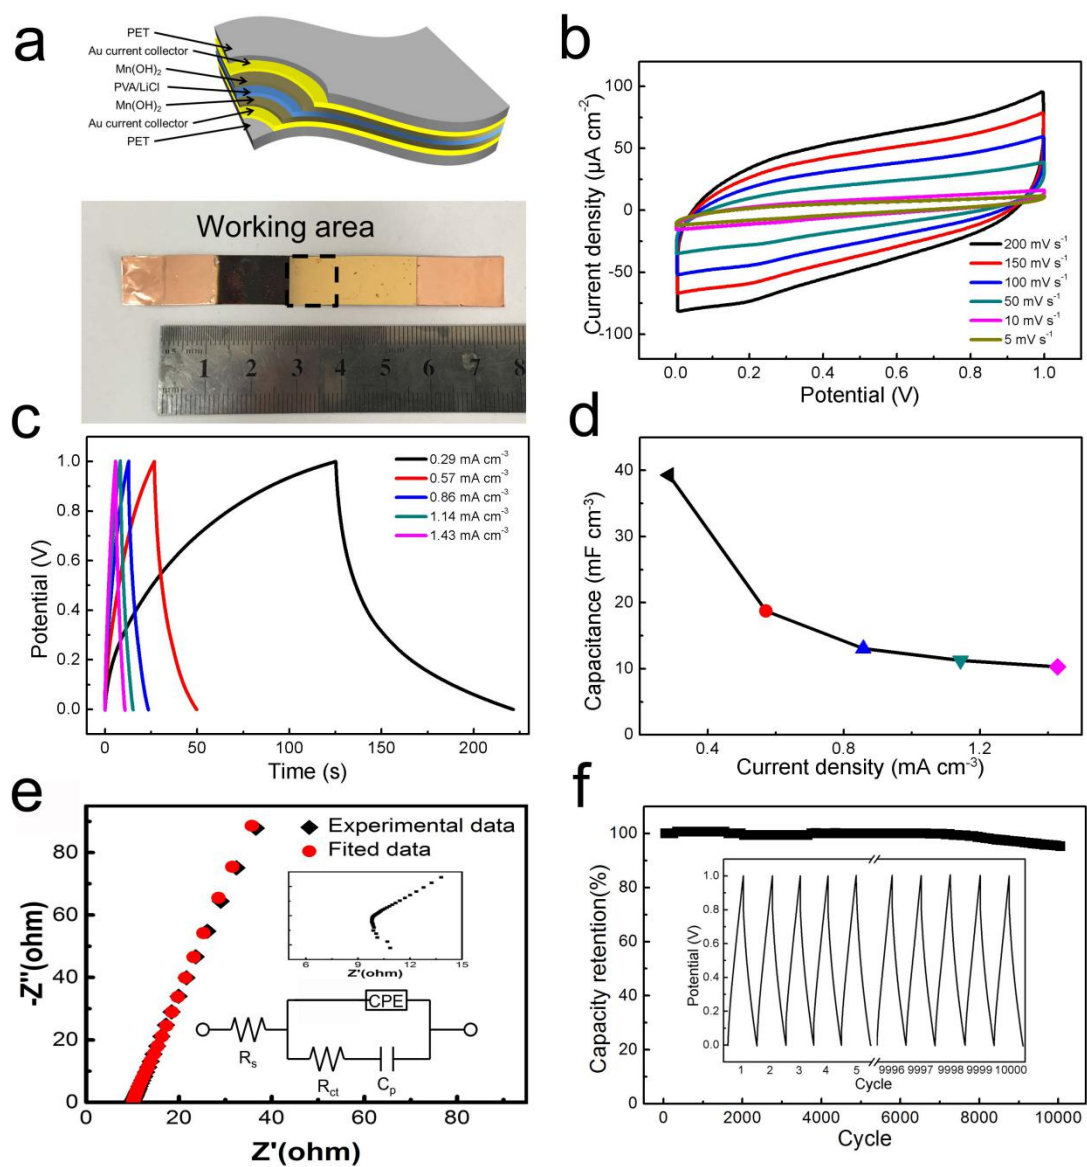 a
PET
Au current collector
Mn(OH)₂
PVA/LiCl
Mn(OH)₂
Au current collector
PET
Working area
1 2 3 4 5 6 7 8
b
Current density (μA cm⁻²)
100
50
0
-50
-100
200 mV s⁻¹
150 mV s⁻¹
100 mV s⁻¹
50 mV s⁻¹
10 mV s⁻¹
5 mV s⁻¹
0.0 0.2 0.4 0.6 0.8 1.0
Potential (V)
c
Potential (V)
1.0
0.8
0.6
0.4
0.2
0.0
0.29 mA cm⁻³
0.57 mA cm⁻³
0.86 mA cm⁻³
1.14 mA cm⁻³
1.43 mA cm⁻³
0 50 100 150 200
Time (s)
d
Capacitance (mF cm⁻³)
40
30
20
10
0
0.4 0.8 1.2
Current density (mA cm⁻³)
e
-Z''(ohm)
80
60
40
20
0
Experimental data
Fited data
6 9 12 15
Z'(ohm)
CPE
Rₛ
R_ct
C_p
0 20 40 60 80
Z'(ohm)
f
Capacity retention(%)
120
100
80
60
40
20
0
Potential (V)
1.0
0.8
0.6
0.4
0.2
0.0
1 2 3 4 5 9996 9997 9998 9999 10000
Cycle
0 2000 4000 6000 8000 10000
Cycle